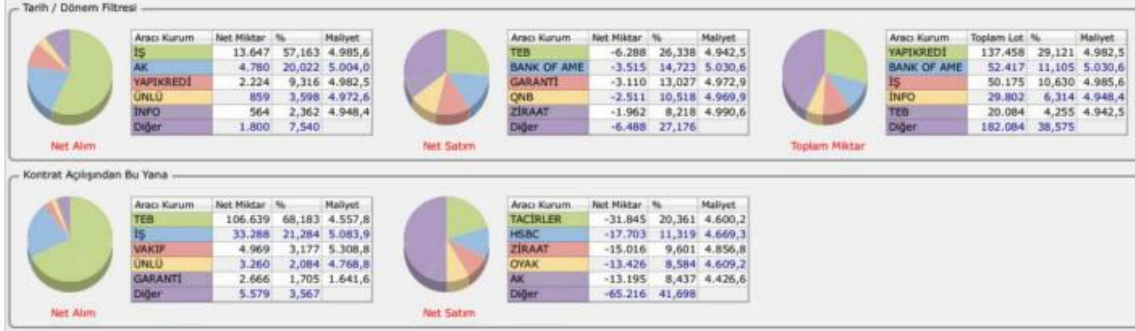 Tarih / Dönem Filtresi
Aracı Kurum Net Miktar % Maliyet
İŞ 13.647 57,163 4.985,6
AK 4.780 20,022 5.004,0
YAPIKREDİ 2.224 9,316 4.982,5
ÜNLÜ 859 3,598 4.972,6
İNFO 564 2,362 4.948,4
Diğer 1.800 7,540
Net Alım
Aracı Kurum Net Miktar % Maliyet
TEB -6.288 26,338 4.942,5
BANK OF AME -3.515 14,723 5.030,6
GARANTİ -3.110 13,027 4.972,9
QNB -2.511 10,518 4.969,9
ZİRAAT -1.962 8,218 4.990,6
Diğer -6.488 27,176
Net Satım
Aracı Kurum Toplam Lot % Maliyet
YAPIKREDİ 137.458 29,121 4.982,5
BANK OF AME 52.417 11,105 5.030,6
İŞ 50.175 10,630 4.985,6
İNFO 29.802 6,314 4.948,4
TEB 20.084 4,255 4.942,5
Diğer 182.084 38,575
Toplam Miktar
Kontrat Açılışından Bu Yana
Aracı Kurum Net Miktar % Maliyet
TEB 106.639 68,183 4.557,8
İŞ 33.288 21,284 5.083,9
VAKIF 4.969 3,177 5.308,8
ÜNLÜ 3.260 2,084 4.768,8
GARANTİ 2.666 1,705 1.641,6
Diğer 5.579 3,567
Net Alım
Aracı Kurum Net Miktar % Maliyet
TACİRLER -31.845 20,361 4.600,2
HSBC -17.703 11,319 4.669,3
ZİRAAT -15.016 9,601 4.856,8
OYAK -13.426 8,584 4.609,2
AK -13.195 8,437 4.426,6
Diğer -65.216 41,698
Net Satım